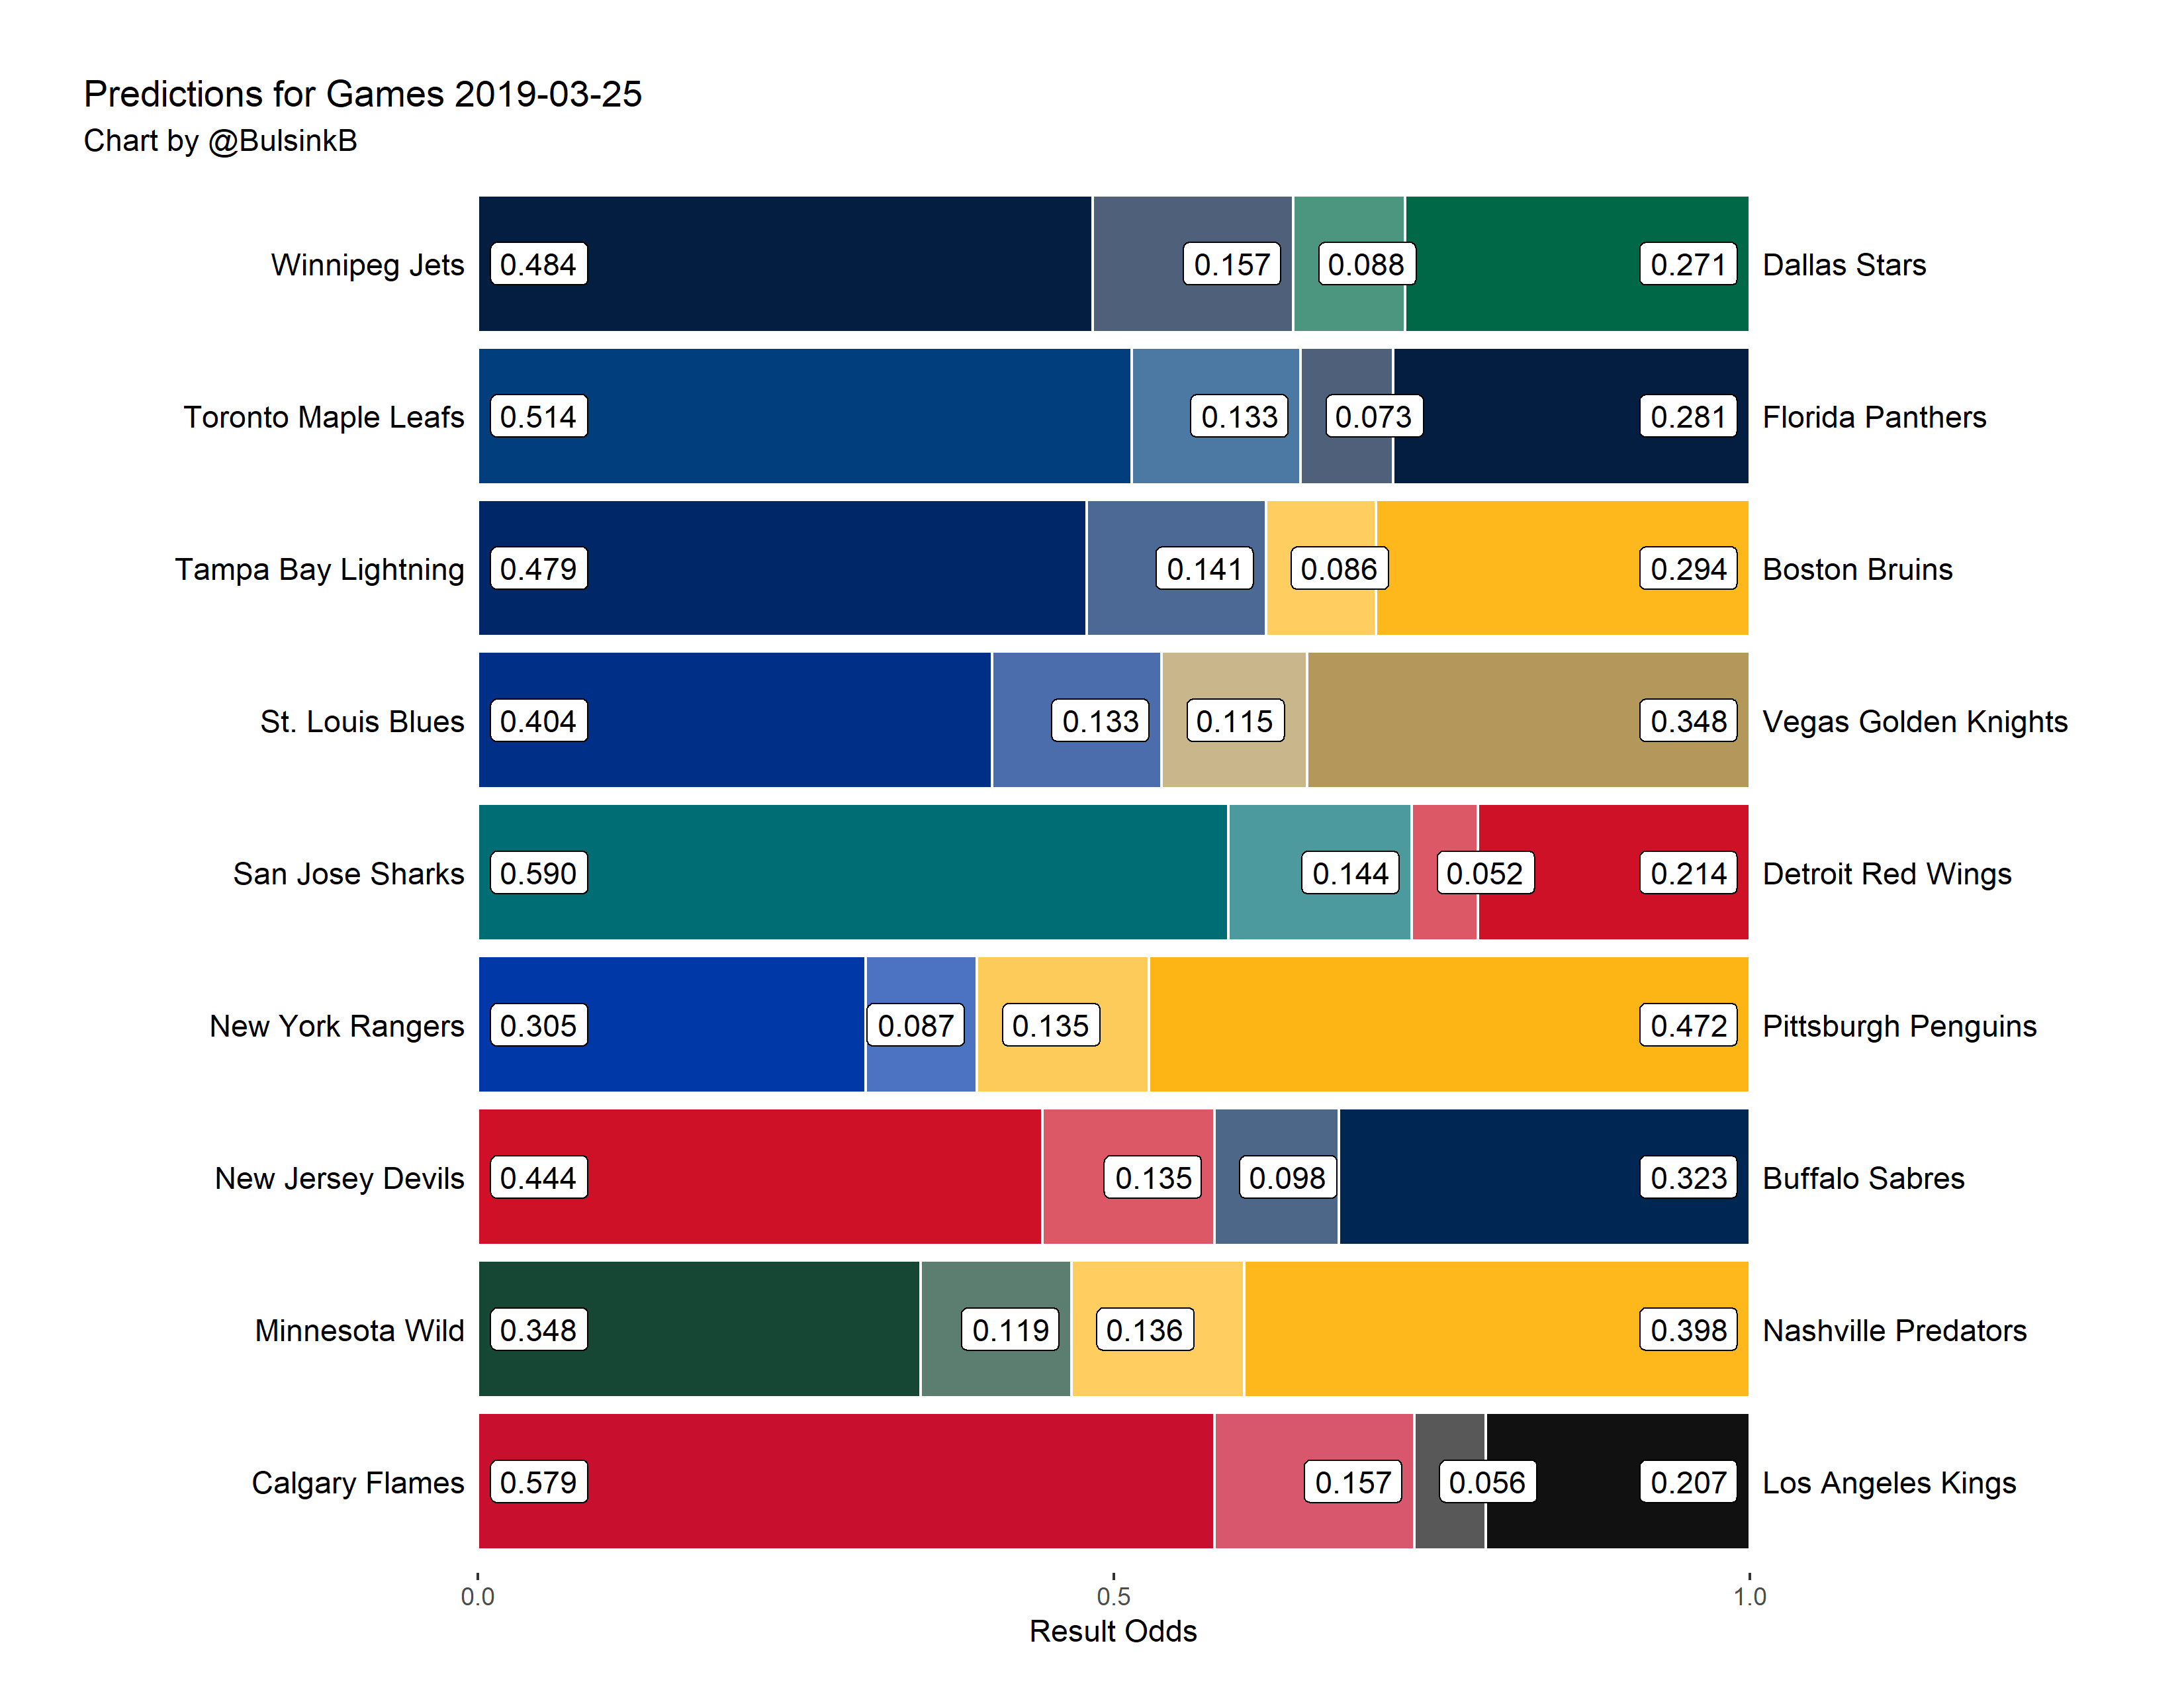 Predictions for Games 2019-03-25
Chart by @BulsinkB
Winnipeg Jets 0.484 0.157 0.088 0.271 Dallas Stars
Toronto Maple Leafs 0.514 0.133 0.073 0.281 Florida Panthers
Tampa Bay Lightning 0.479 0.141 0.086 0.294 Boston Bruins
St. Louis Blues 0.404 0.133 0.115 0.348 Vegas Golden Knights
San Jose Sharks 0.590 0.144 0.052 0.214 Detroit Red Wings
New York Rangers 0.305 0.087 0.135 0.472 Pittsburgh Penguins
New Jersey Devils 0.444 0.135 0.098 0.323 Buffalo Sabres
Minnesota Wild 0.348 0.119 0.136 0.398 Nashville Predators
Calgary Flames 0.579 0.157 0.056 0.207 Los Angeles Kings
0.0 0.5 1.0
Result Odds